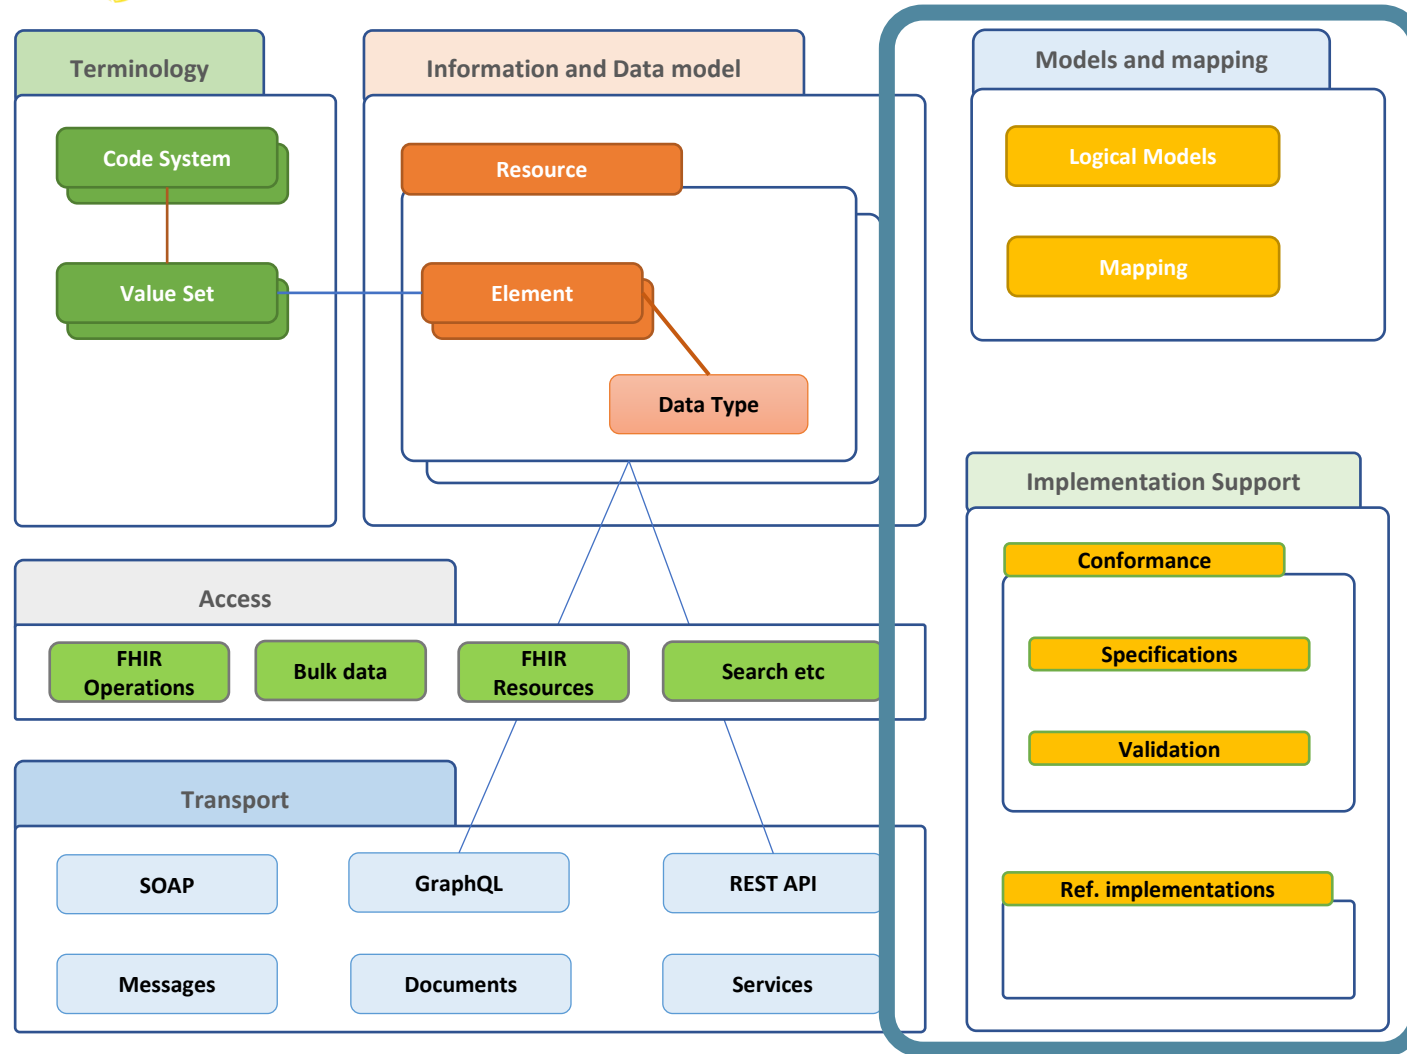 Terminology
Code System
Value Set
Information and Data model
Resource
Element
Data Type
Models and mapping
Logical Models
Mapping
Access
FHIR
Operations
Bulk data
FHIR
Resources
Search etc
Transport
SOAP
GraphQL
REST API
Messages
Documents
Services
Implementation Support
Conformance
Specifications
Validation
Ref. implementations